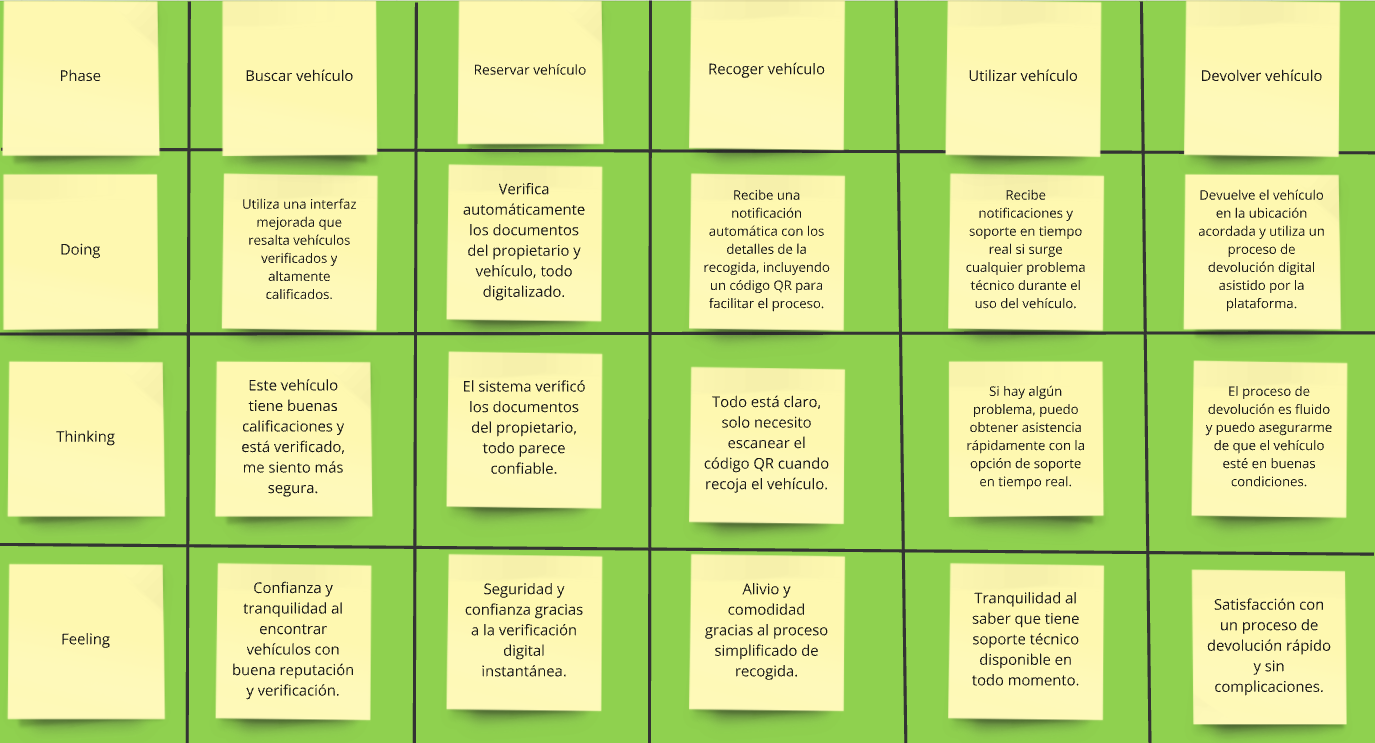 Phase
Buscar vehículo
Reservar vehículo
Recoger vehículo
Utilizar vehículo
Devolver vehículo
Doing
Utiliza una interfaz
mejorada que
resalta vehículos
verificados y
altamente
calificados.
Verifica
automáticamente
los documentos
del propietario y
vehículo, todo
digitalizado.
Recibe una
notificación
automática con los
detalles de la
recogida, incluyendo
un código QR para
facilitar el proceso.
Recibe
notificaciones y
soporte en tiempo
real si surge
cualquier problema
técnico durante el
uso del vehículo.
Devuelve el vehículo
en la ubicación
acordada y utiliza un
proceso de
devolución digital
asistido por la
plataforma.
Thinking
Este vehículo
tiene buenas
calificaciones y
está verificado,
me siento más
segura.
El sistema verificó
los documentos
del propietario,
todo parece
confiable.
Todo está claro,
solo necesito
escanear el
código QR cuando
recoja el vehículo.
Si hay algún
problema, puedo
obtener asistencia
rápidamente con la
opción de soporte
en tiempo real.
El proceso de
devolución es fluido
y puedo asegurarme
de que el vehículo
esté en buenas
condiciones.
Feeling
Confianza y
tranquilidad al
encontrar
vehículos con
buena reputación
y verificación.
Seguridad y
confianza gracias
a la verificación
digital
instantánea.
Alivio y
comodidad
gracias al proceso
simplificado de
recogida.
Tranquilidad al
saber que tiene
soporte técnico
disponible en
todo momento.
Satisfacción con
un proceso de
devolución rápido
y sin
complicaciones.